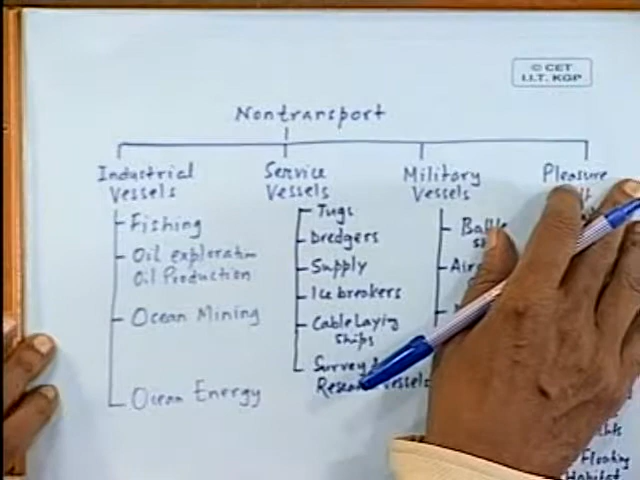 © CET
I.I.T. KGP
Nontransport
Industrial Vessels
Fishing
Oil exploration
Oil Production
Ocean Mining
Ocean Energy
Service Vessels
Tugs
Dredgers
Supply
Ice breakers
Cable Laying
Ships
Survey &
Research Vessels
Military Vessels
Pleasure
Floating
Habitat